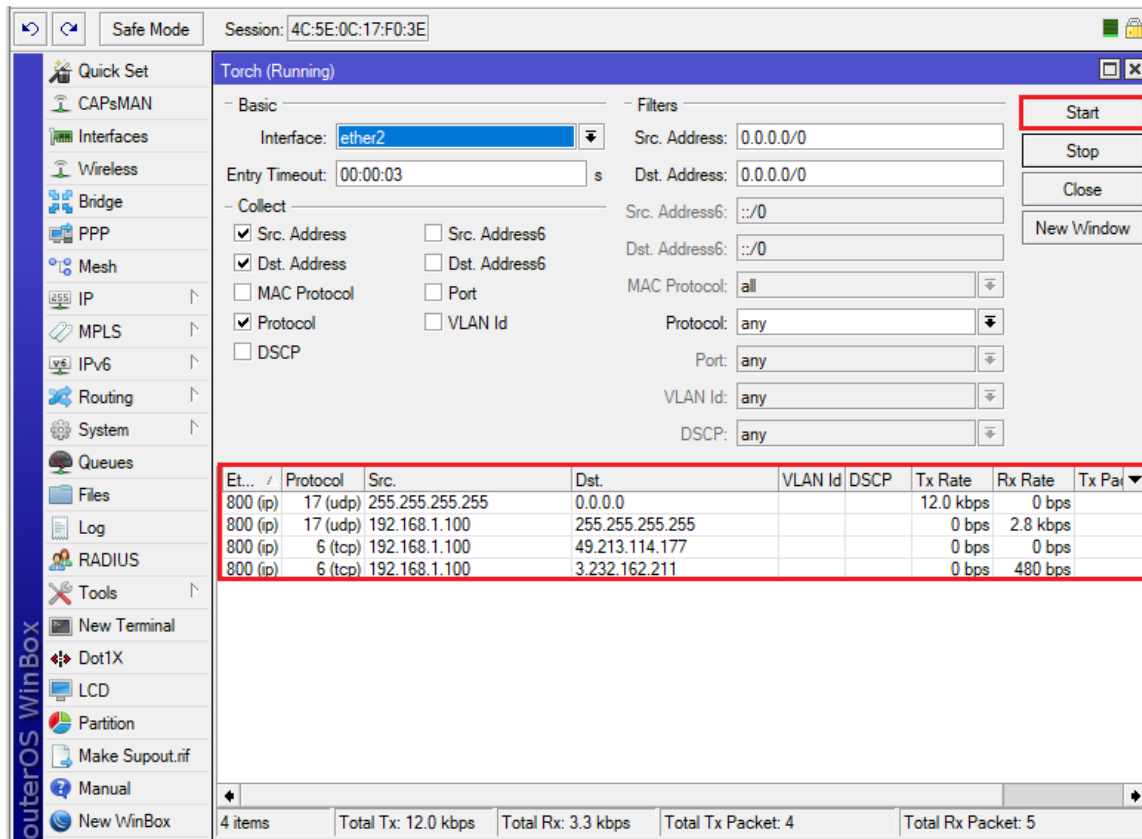 Safe Mode Session: 4C:5E:0C:17:F0:3E
Quick Set
CAPsMAN
Interfaces
Wireless
Bridge
PPP
Mesh
IP
MPLS
IPv6
Routing
System
Queues
Files
Log
RADIUS
Tools
New Terminal
Dot1X
LCD
Partition
Make Supout.rif
Manual
New WinBox
outerOS WinBox
Torch (Running)
Basic
Interface: ether2
Entry Timeout: 00:00:03 s
Collect
Src. Address Src. Address6
Dst. Address Dst. Address6
MAC Protocol Port
Protocol VLAN Id
DSCP
Filters
Src. Address: 0.0.0.0/0
Dst. Address: 0.0.0.0/0
Src. Address6: ::/0
Dst. Address6: ::/0
MAC Protocol: all
Protocol: any
Port: any
VLAN Id: any
DSCP: any
Start
Stop
Close
New Window
Et... Protocol Src. Dst. VLAN Id DSCP Tx Rate Rx Rate Tx Pac
800 (ip) 17 (udp) 255.255.255.255 0.0.0.0 12.0 kbps 0 bps
800 (ip) 17 (udp) 192.168.1.100 255.255.255.255 0 bps 2.8 kbps
800 (ip) 6 (tcp) 192.168.1.100 49.213.114.177 0 bps 0 bps
800 (ip) 6 (tcp) 192.168.1.100 3.232.162.211 0 bps 480 bps
4 items Total Tx: 12.0 kbps Total Rx: 3.3 kbps Total Tx Packet: 4 Total Rx Packet: 5